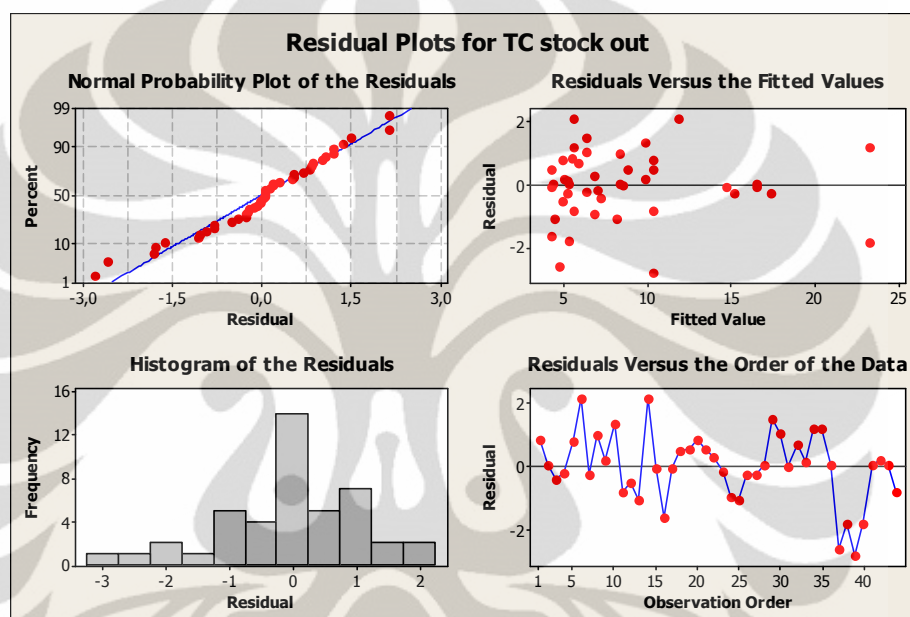 Residual Plots for TC stock out
Normal Probability Plot of the Residuals
99
90
50
10
1
Percent
-3,0 -1,5 0,0 1,5 3,0
Residual
Residuals Versus the Fitted Values
2
0
-2
Residual
5 10 15 20 25
Fitted Value
Histogram of the Residuals
16
12
8
4
0
Frequency
-3 -2 -1 0 1 2
Residual
Residuals Versus the Order of the Data
2
0
-2
Residual
1 5 10 15 20 25 30 35 40
Observation Order